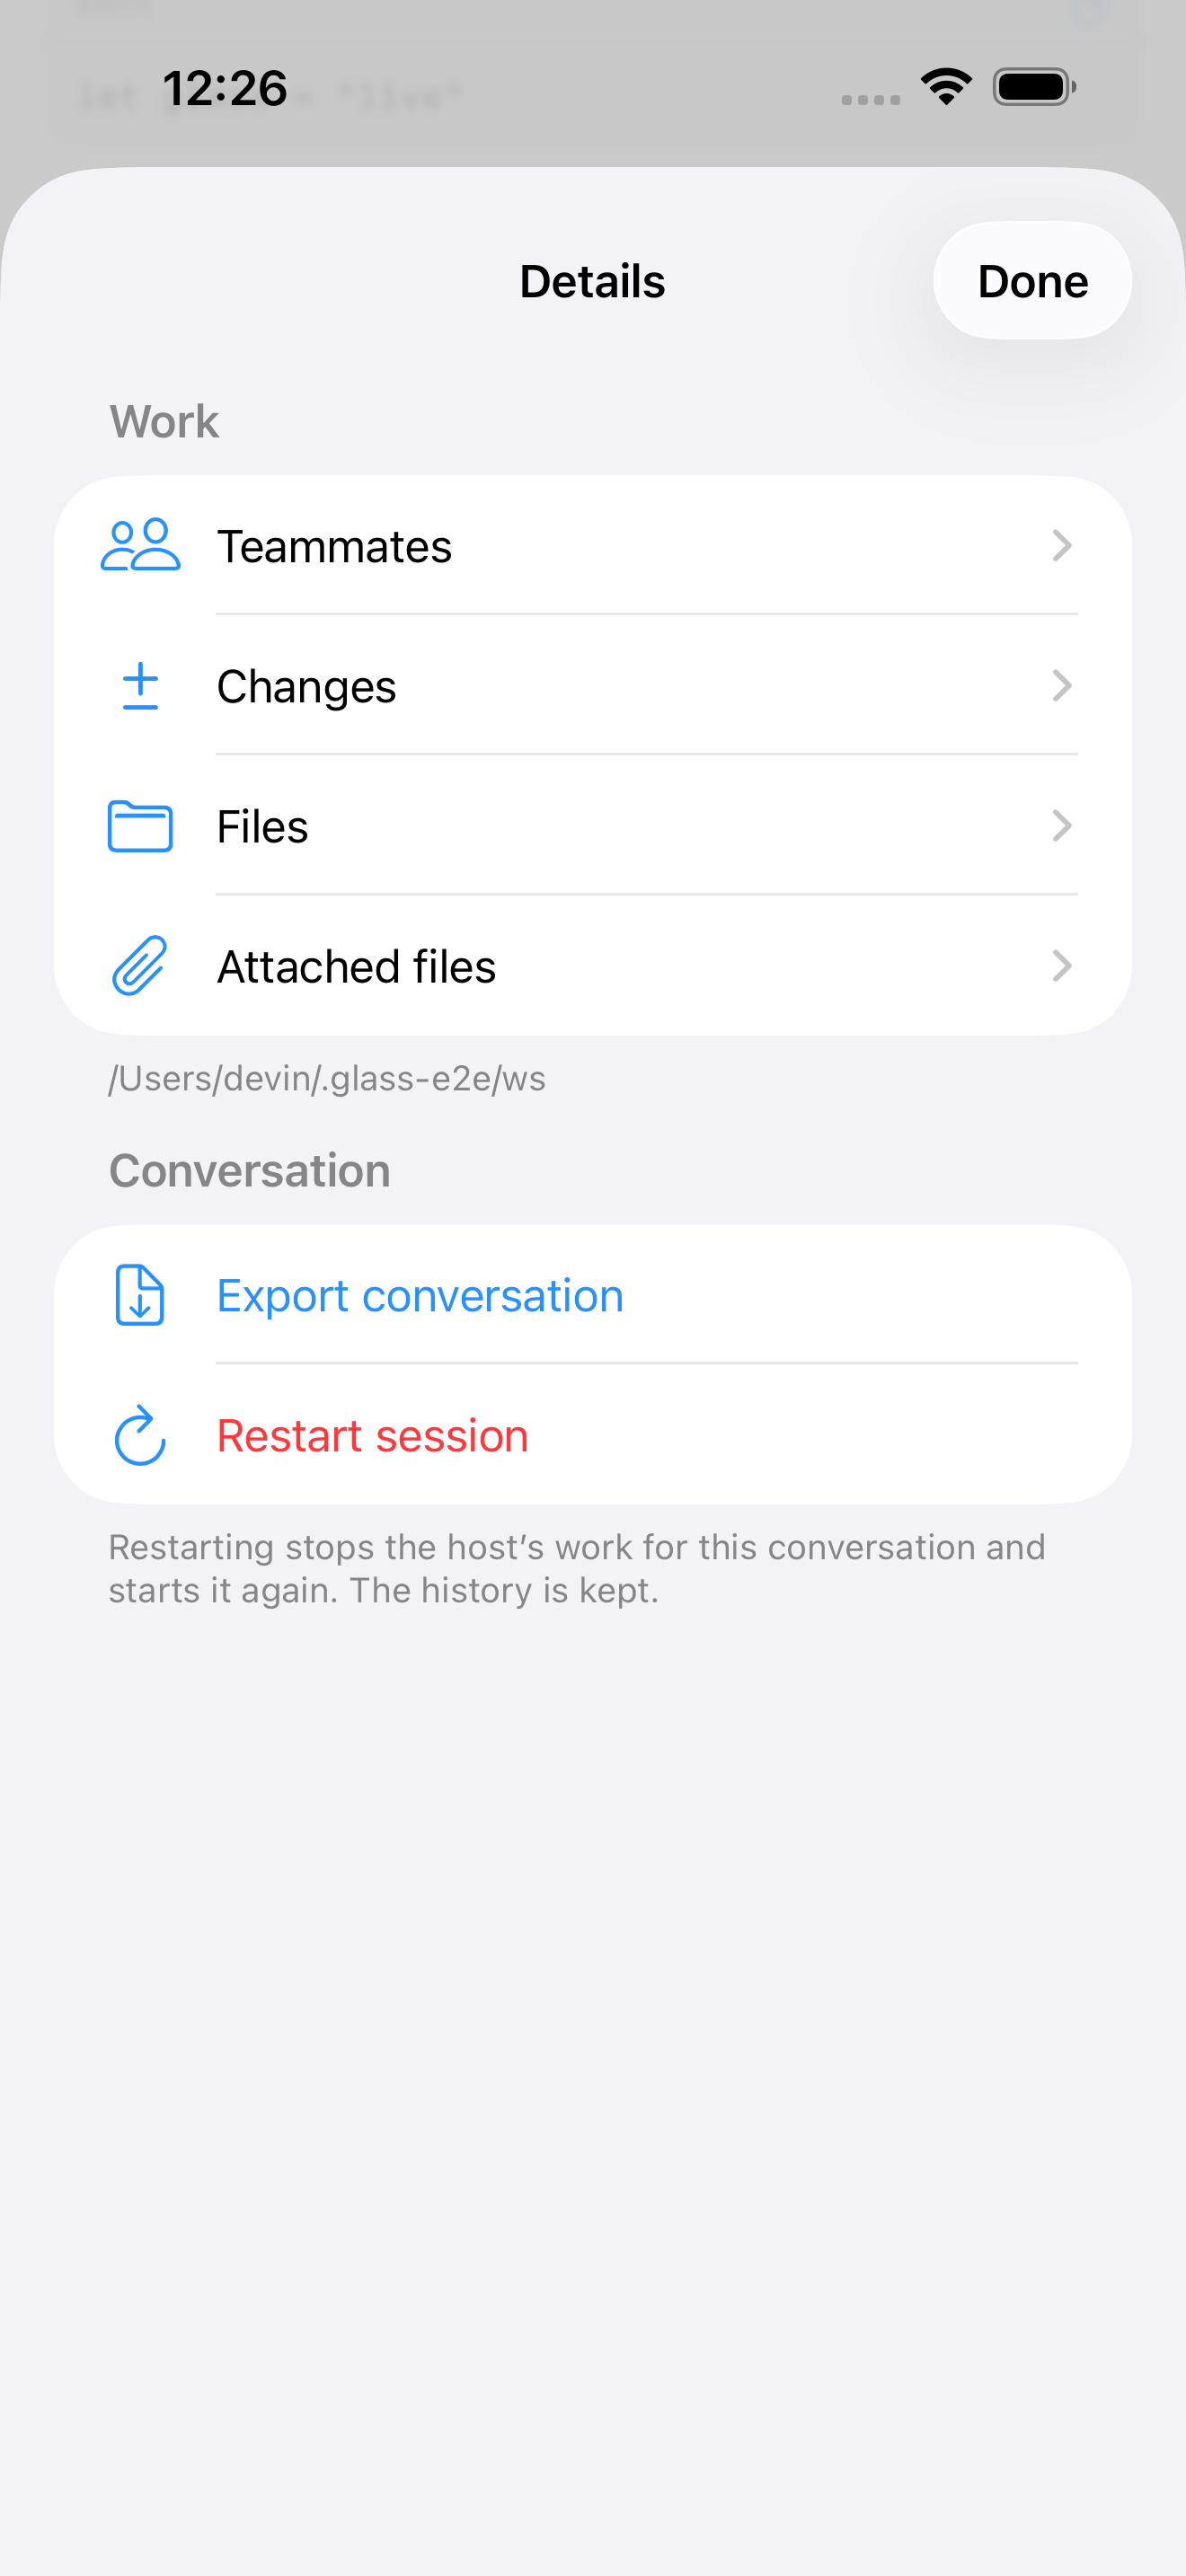 12:26
Details
Done
Work
Teammates
Changes
Files
Attached files
/Users/devin/.glass-e2e/ws
Conversation
Export conversation
Restart session
Restarting stops the host’s work for this conversation and
starts it again. The history is kept.